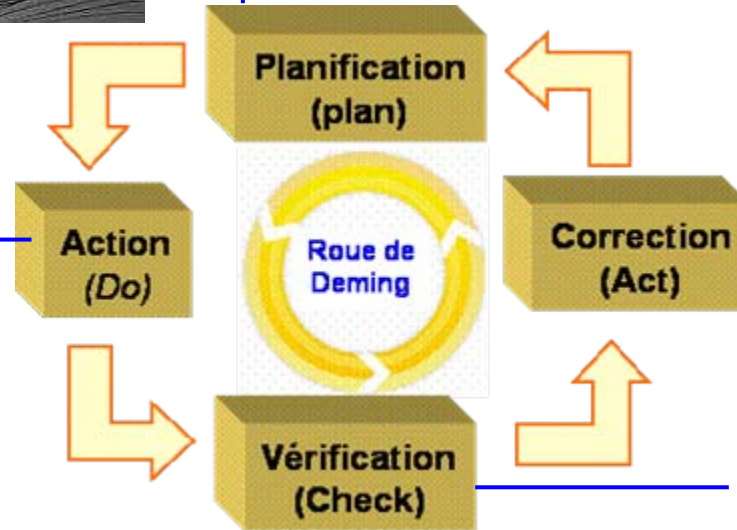 Planification
(plan)
Action
(Do)
Roue de
Deming
Correction
(Act)
Vérification
(Check)